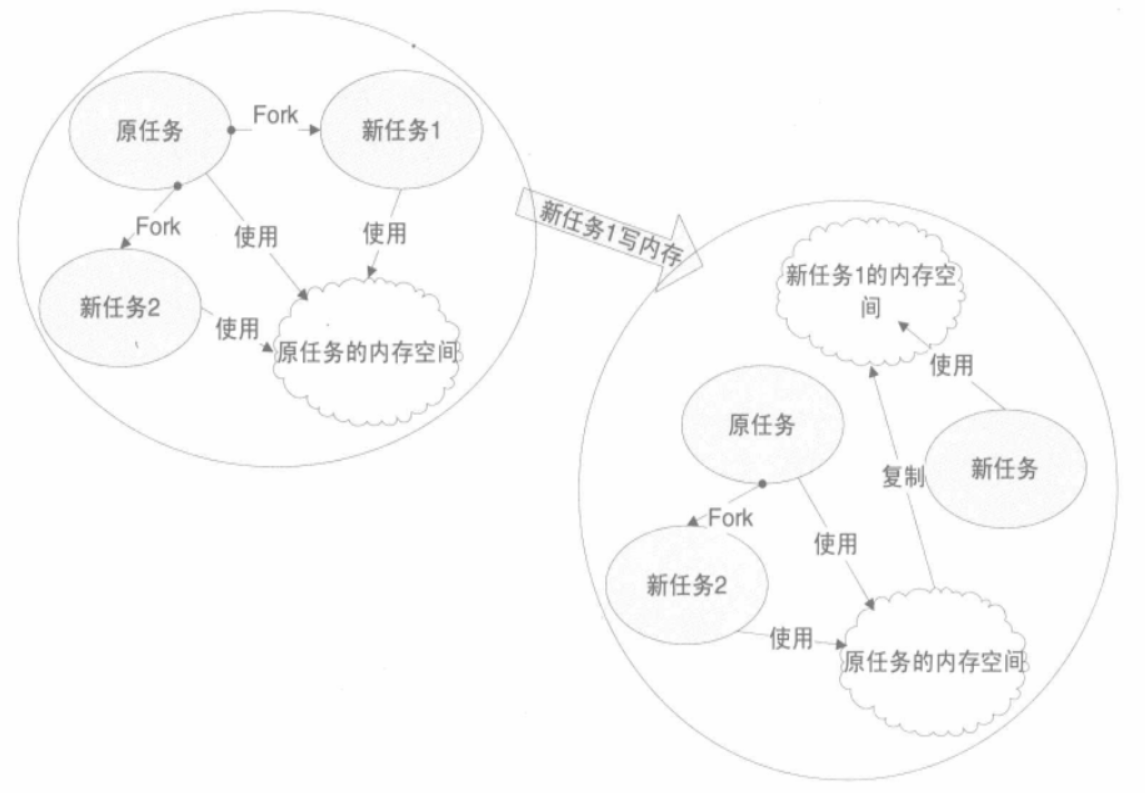 原任务
Fork
新任务1
Fork
使用
使用
新任务2
使用
原任务的内存空间
新任务1写内存
新任务1的内存空
间
使用
原任务
复制
新任务
Fork
使用
新任务2
使用
原任务的内存空间